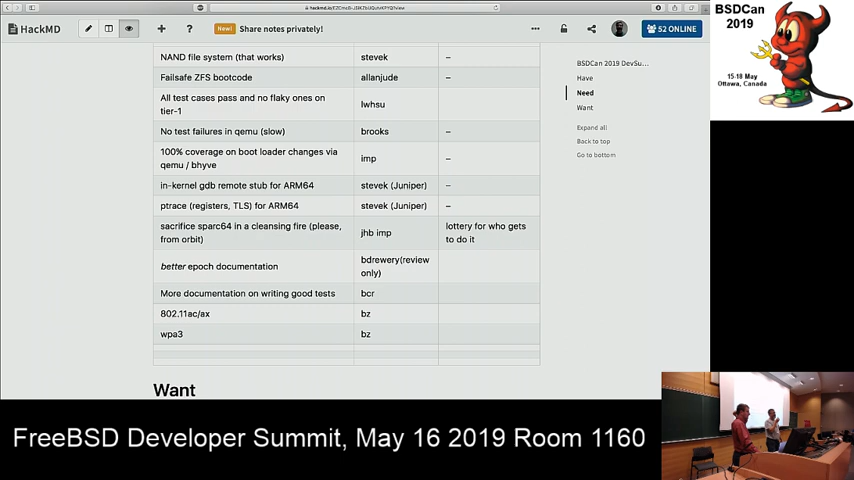 HackMD
New!
Share notes privately!
52 ONLINE
NAND file system (that works) stevek –
Failsafe ZFS bootcode allanjude –
All test cases pass and no flaky ones on
tier-1
lwhsu
No test failures in qemu (slow) brooks –
100% coverage on boot loader changes via
qemu / bhyve
imp –
in-kernel gdb remote stub for ARM64 stevek (Juniper) –
ptrace (registers, TLS) for ARM64 stevek (Juniper) –
sacrifice sparc64 in a cleansing fire (please,
from orbit)
jhb imp
lottery for who gets
to do it
better epoch documentation
bdrewery(review
only)
More documentation on writing good tests bcr
802.11ac/ax bz
wpa3 bz
Want
BSDCan 2019 DevSu...
Have
Need
Want
Expand all
Back to top
Go to bottom
BSDCan
2019
15-18 May
Ottawa, Canada
FreeBSD Developer Summit, May 16 2019 Room 1160